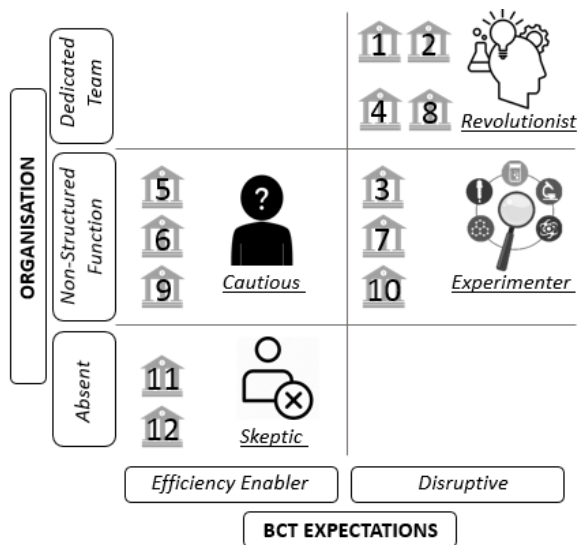 ORGANISATION
Dedicated
Team
1 2
4 8
Revolutionist
Non-Structured
Function
5
6
9
?
Cautious
3
7
10
Experimenter
Absent
11
12
Skeptic
Efficiency Enabler
Disruptive
BCT EXPECTATIONS